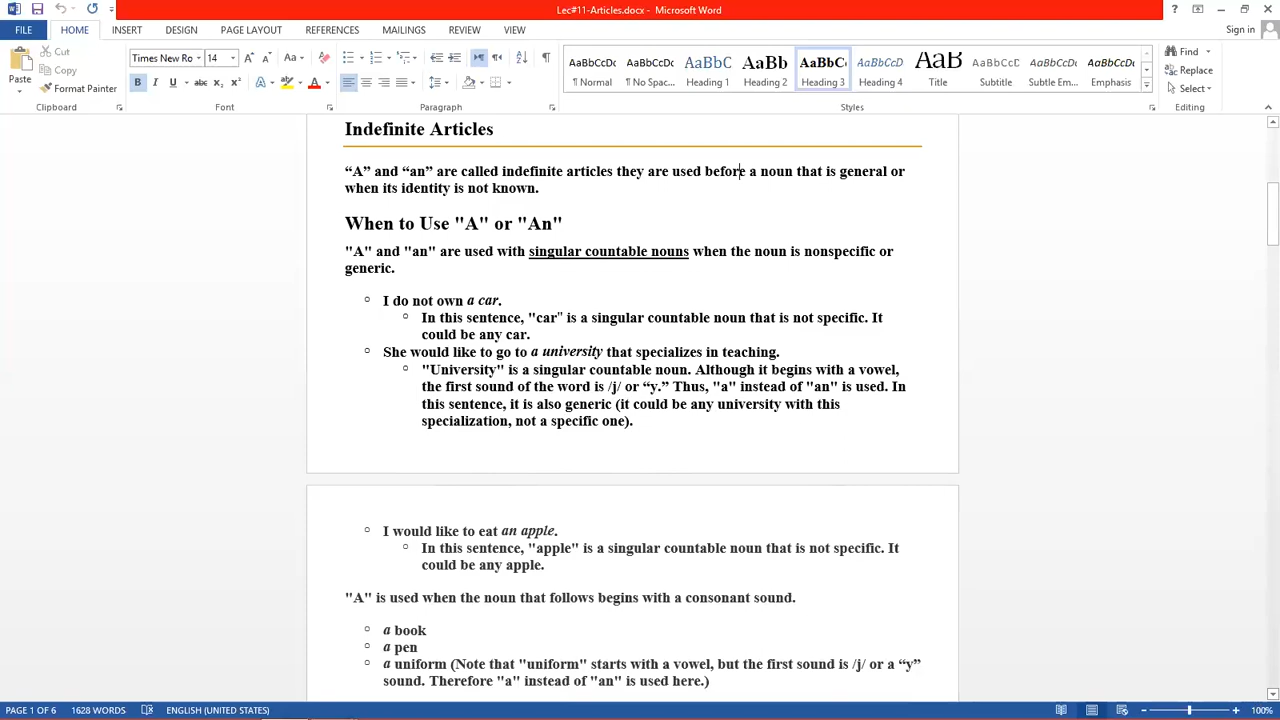 Lec#11-Articles.docx - Microsoft Word
FILE HOME INSERT DESIGN PAGE LAYOUT REFERENCES MAILINGS REVIEW VIEW Sign in
Paste
Cut
Copy
Format Painter
Clipboard
Times New Ro 14
Font
Paragraph
AaBbCcDc AaBbCcDc AaBbC AaBb AaBbC AaBbCcDc AaB AaBbCcD AaBbCcDc AaBbCcDc
¶ Normal ¶ No Spac... Heading 1 Heading 2 Heading 3 Heading 4 Title Subtitle Subtle Em... Emphasis
Styles
Find
Replace
Select
Editing
Indefinite Articles
“A” and “an” are called indefinite articles they are used before a noun that is general or
when its identity is not known.
When to Use "A" or "An"
"A" and "an" are used with singular countable nouns when the noun is nonspecific or
generic.
I do not own a car.
In this sentence, "car" is a singular countable noun that is not specific. It
could be any car.
She would like to go to a university that specializes in teaching.
"University" is a singular countable noun. Although it begins with a vowel,
the first sound of the word is /j/ or “y.” Thus, "a" instead of "an" is used. In
this sentence, it is also generic (it could be any university with this
specialization, not a specific one).
I would like to eat an apple.
In this sentence, "apple" is a singular countable noun that is not specific. It
could be any apple.
"A" is used when the noun that follows begins with a consonant sound.
a book
a pen
a uniform (Note that "uniform" starts with a vowel, but the first sound is /j/ or a “y”
sound. Therefore "a" instead of "an" is used here.)
PAGE 1 OF 6 1628 WORDS ENGLISH (UNITED STATES) 100%